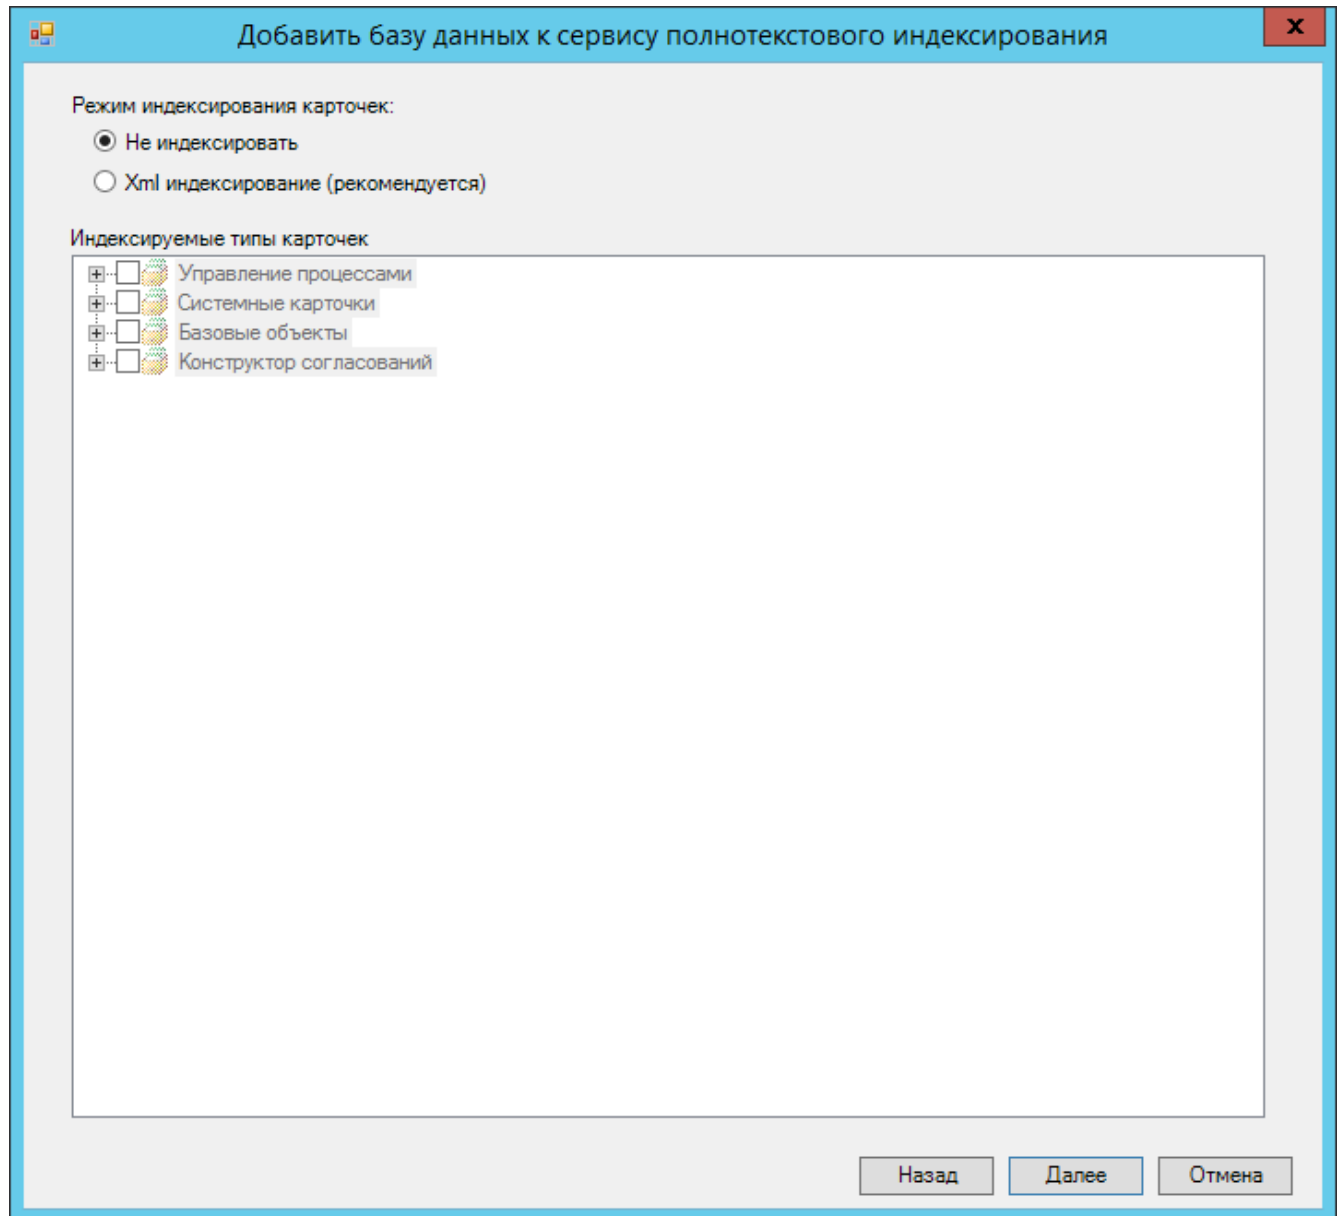 Добавить базу данных к сервису полнотекстового индексирования
Режим индексирования карточек:
Не индексировать
Xml индексирование (рекомендуется)
Индексируемые типы карточек
Управление процессами
Системные карточки
Базовые объекты
Конструктор согласований
Назад Далее Отмена